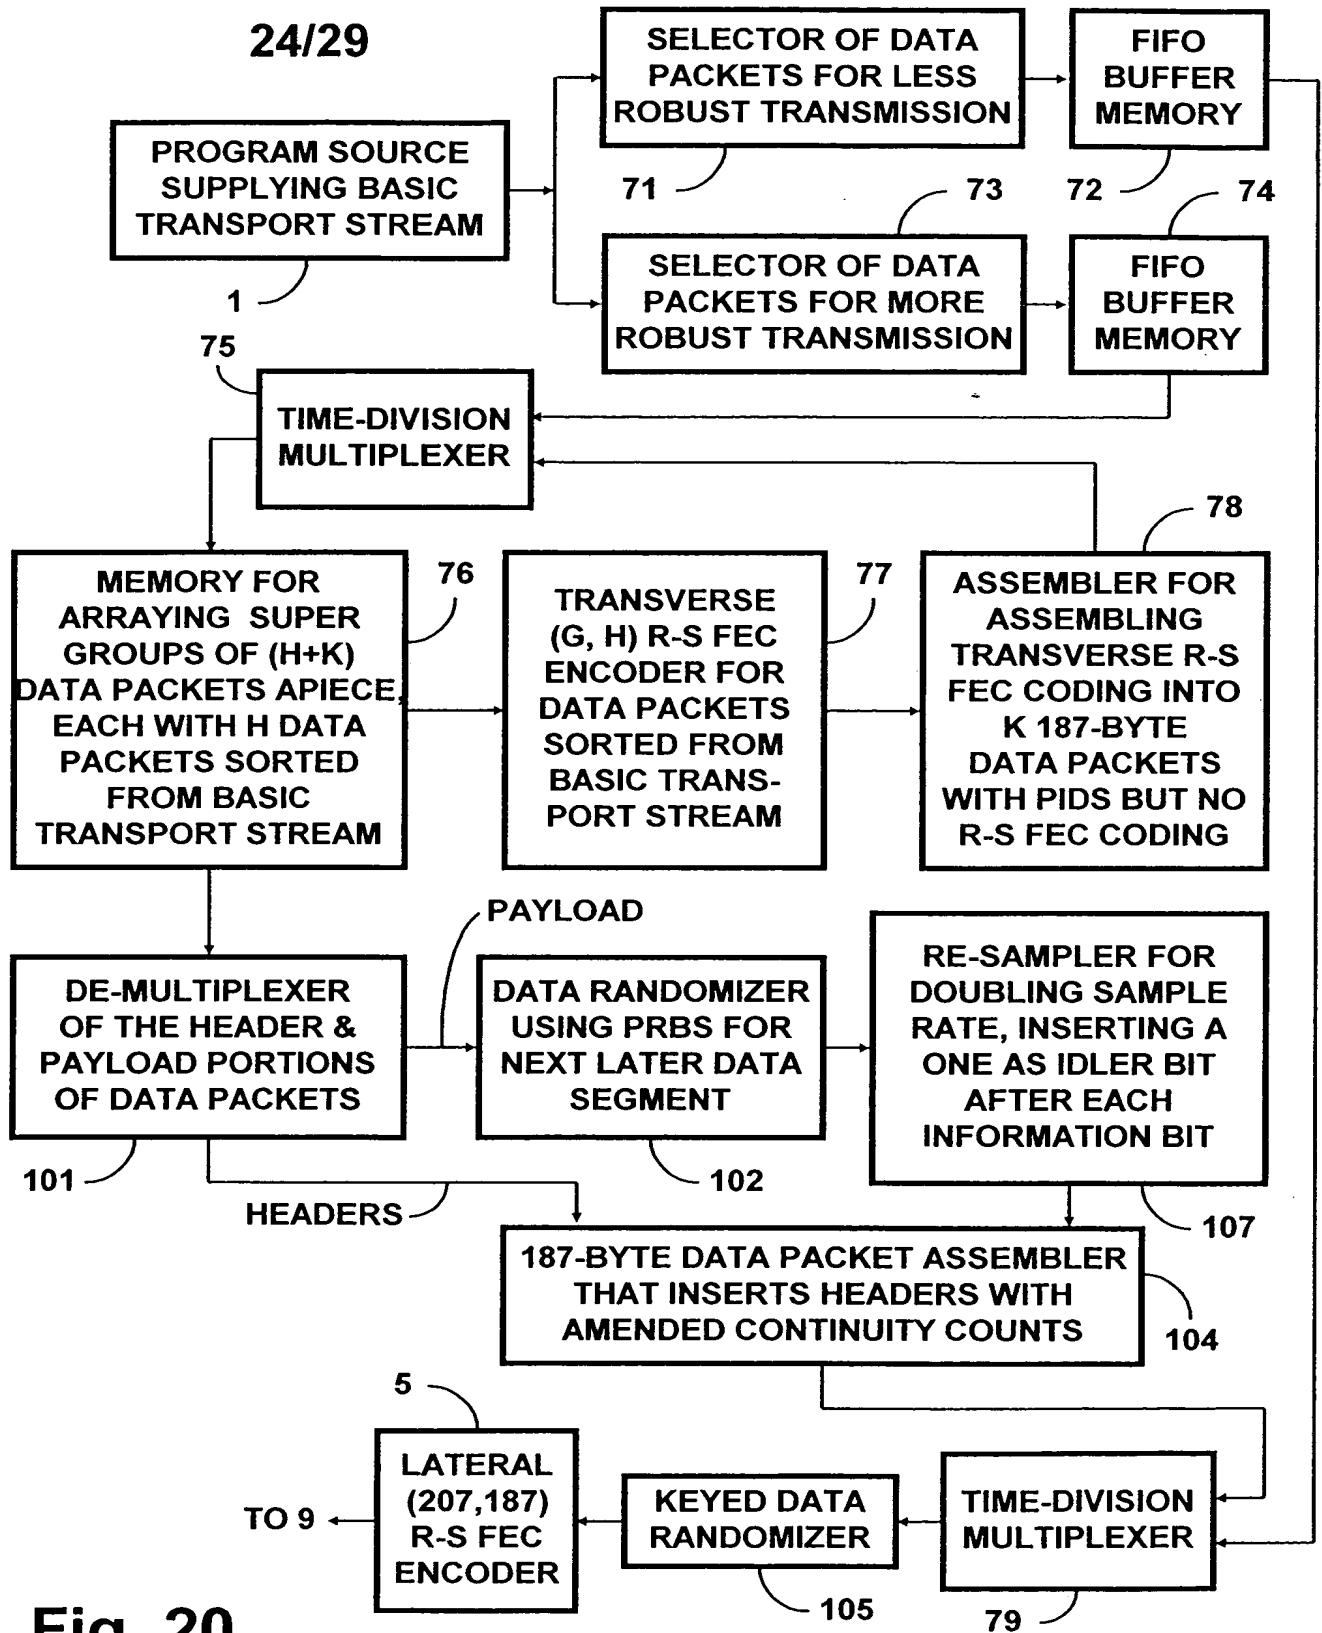 24/29
SELECTOR OF DATA
PACKETS FOR LESS
ROBUST TRANSMISSION
FIFO
BUFFER
MEMORY
PROGRAM SOURCE
SUPPLYING BASIC
TRANSPORT STREAM
71
73
72
74
1
SELECTOR OF DATA
PACKETS FOR MORE
ROBUST TRANSMISSION
FIFO
BUFFER
MEMORY
75
TIME-DIVISION
MULTIPLEXER
78
MEMORY FOR
ARRAYING SUPER
GROUPS OF (H+K)
DATA PACKETS APIECE,
EACH WITH H DATA
PACKETS SORTED
FROM BASIC
TRANSPORT STREAM
76
TRANSVERSE
(G, H) R-S FEC
ENCODER FOR
DATA PACKETS
SORTED FROM
BASIC TRANS-
PORT STREAM
77
ASSEMBLER FOR
ASSEMBLING
TRANSVERSE R-S
FEC CODING INTO
K 187-BYTE
DATA PACKETS
WITH PIDS BUT NO
R-S FEC CODING
PAYLOAD
DE-MULTIPLEXER
OF THE HEADER &
PAYLOAD PORTIONS
OF DATA PACKETS
DATA RANDOMIZER
USING PRBS FOR
NEXT LATER DATA
SEGMENT
RE-SAMPLER FOR
DOUBLING SAMPLE
RATE, INSERTING A
ONE AS IDLER BIT
AFTER EACH
INFORMATION BIT
101
HEADERS
102
107
187-BYTE DATA PACKET ASSEMBLER
THAT INSERTS HEADERS WITH
AMENDED CONTINUITY COUNTS
104
5
TO 9
LATERAL
(207,187)
R-S FEC
ENCODER
KEYED DATA
RANDOMIZER
TIME-DIVISION
MULTIPLEXER
105
79
Fig. 20